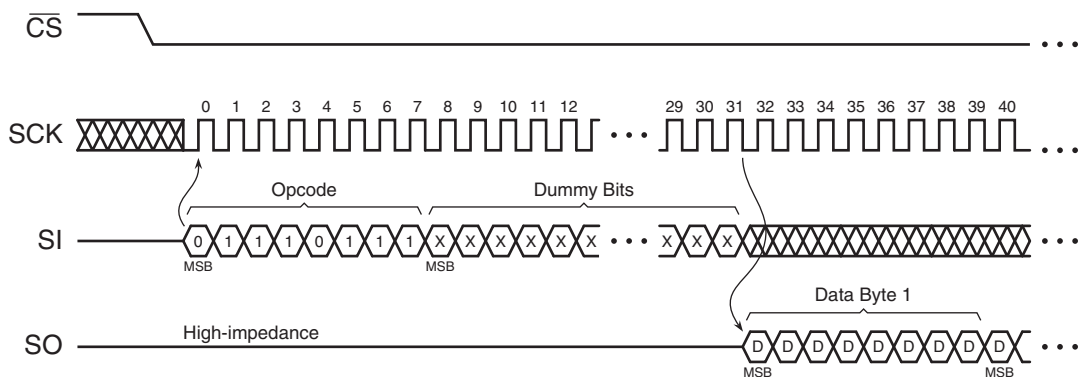 CS
0 1 2 3 4 5 6 7 8 9 10 11 12 29 30 31 32 33 34 35 36 37 38 39 40
SCK
Opcode Dummy Bits
SI 0 1 1 1 0 1 1 1 X X X X X X X X X
MSB MSB
Data Byte 1
High-impedance
SO D D D D D D D D D
MSB MSB